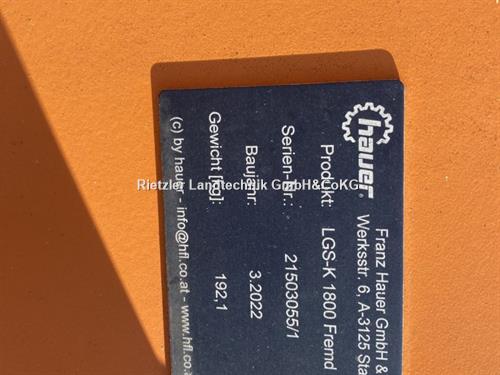 hauer
Franz Hauer GmbH &
Werksstr. 6, A-3125 Sta
Produkt: LGS-K 1800 Fremd
Serien-Nr.: 21503055/1
Baujahr: 3.2022
Gewicht [kg]: 192,1
(c) by hauer - info@hfl.co.at - www.hfl.co.a
Rietzler Landtechnik GmbH&CoKG